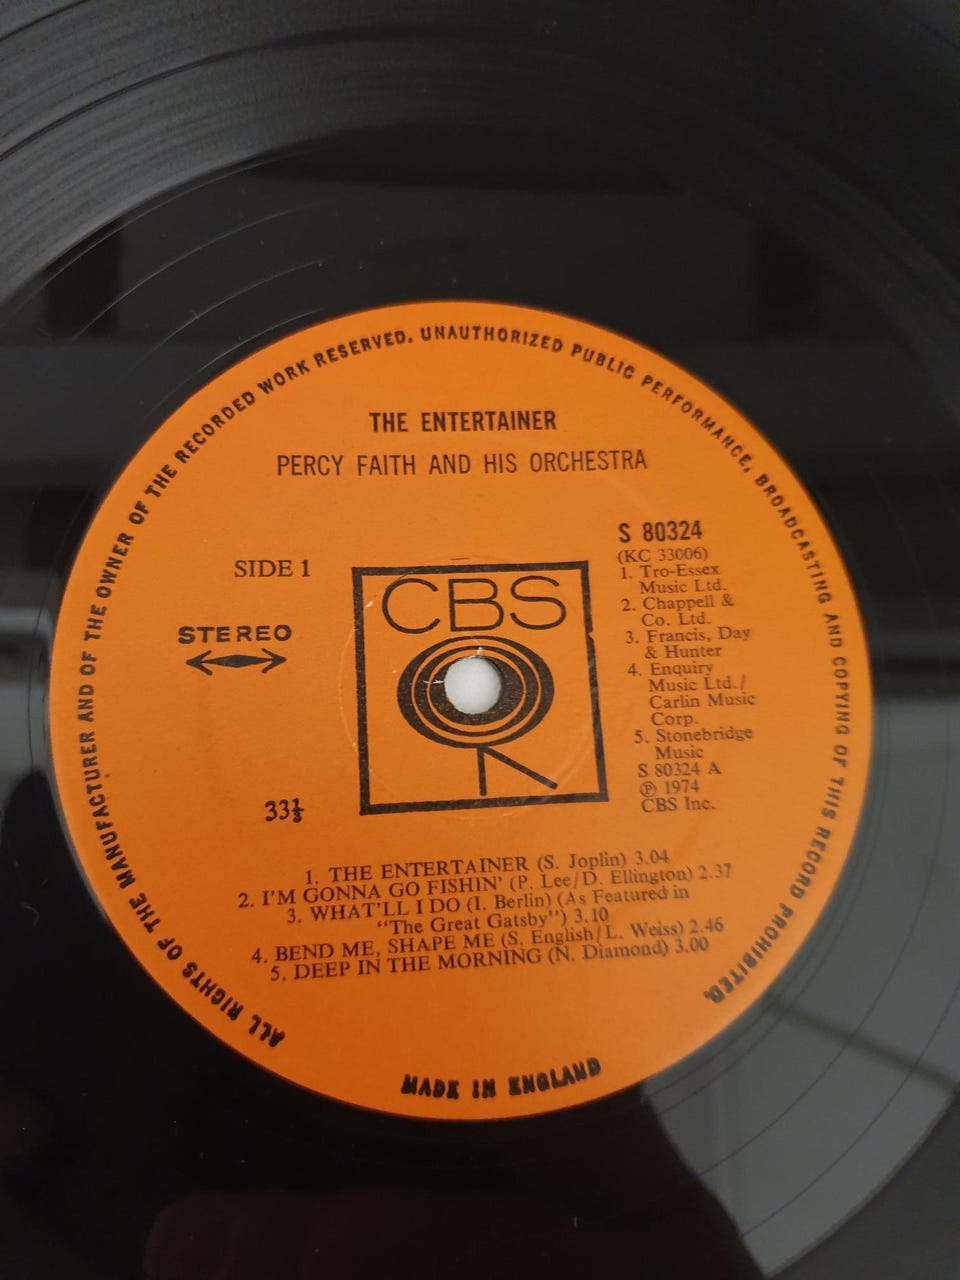 ALL RIGHTS OF THE MANUFACTURER AND OF THE OWNER OF THE RECORDED WORK RESERVED. UNAUTHORIZED PUBLIC PERFORMANCE, BROADCASTING AND COPYING OF THIS RECORD PROHIBITED.
THE ENTERTAINER
PERCY FAITH AND HIS ORCHESTRA
SIDE 1
STEREO
CBS
S 80324
(KC 33006)
1. Tro-Essex
Music Ltd.
2. Chappell &
Co. Ltd.
3. Francis, Day
& Hunter
4. Enquiry
Music Ltd./
Carlin Music
Corp.
5. Stonebridge
Music
S 80324 A
℗ 1974
CBS Inc.
33⅓
1. THE ENTERTAINER (S. Joplin) 3.04
2. I'M GONNA GO FISHIN' (P. Lee/D. Ellington) 2.37
3. WHAT'LL I DO (I. Berlin) (As Featured in
"The Great Gatsby") 3.10
4. BEND ME, SHAPE ME (S. English/L. Weiss) 2.46
5. DEEP IN THE MORNING (N. Diamond) 3.00
MADE IN ENGLAND